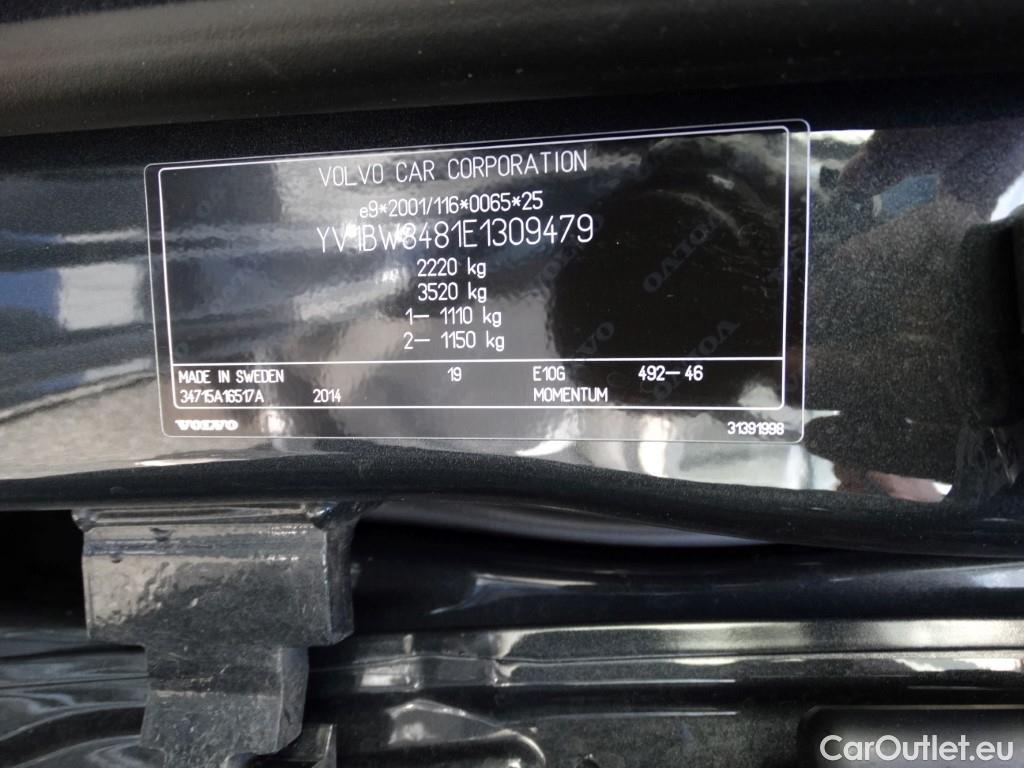 VOLVO CAR CORPORATION
e9*2001/116*0065*25
YV1BW8481E1309479
2220 kg
3520 kg
1– 1110 kg
2– 1150 kg
MADE IN SWEDEN 19 E10G 492–46
34715A16517A 2014 MOMENTUM
VOLVO 31391998
CarOutlet.eu